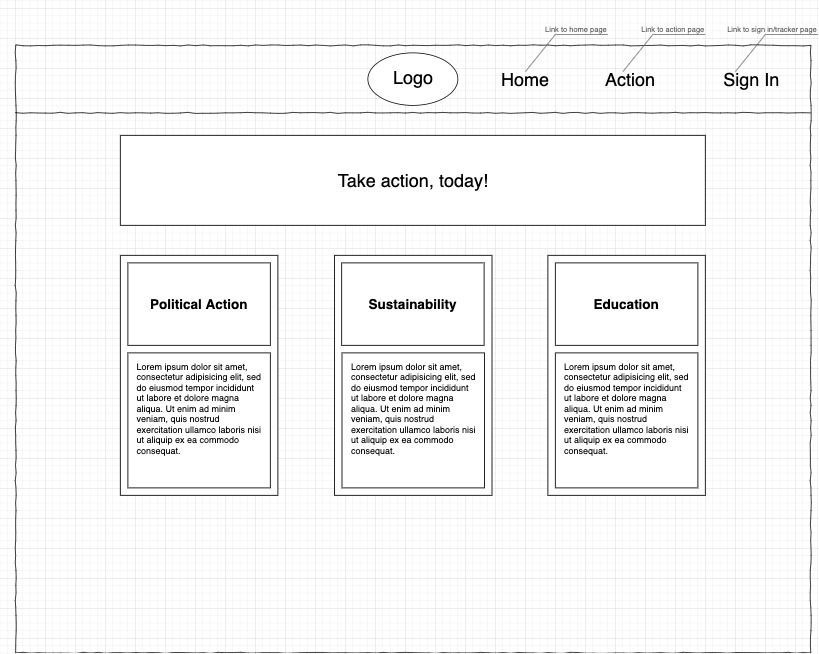 Link to home page
Link to action page
Link to sign in/tracker page
Logo
Home
Action
Sign In
Take action, today!
Political Action
Lorem ipsum dolor sit amet,
consectetur adipisicing elit, sed
do eiusmod tempor incididunt
ut labore et dolore magna
aliqua. Ut enim ad minim
veniam, quis nostrud
exercitation ullamco laboris nisi
ut aliquip ex ea commodo
consequat.
Sustainability
Lorem ipsum dolor sit amet,
consectetur adipisicing elit, sed
do eiusmod tempor incididunt
ut labore et dolore magna
aliqua. Ut enim ad minim
veniam, quis nostrud
exercitation ullamco laboris nisi
ut aliquip ex ea commodo
consequat.
Education
Lorem ipsum dolor sit amet,
consectetur adipisicing elit, sed
do eiusmod tempor incididunt
ut labore et dolore magna
aliqua. Ut enim ad minim
veniam, quis nostrud
exercitation ullamco laboris nisi
ut aliquip ex ea commodo
consequat.